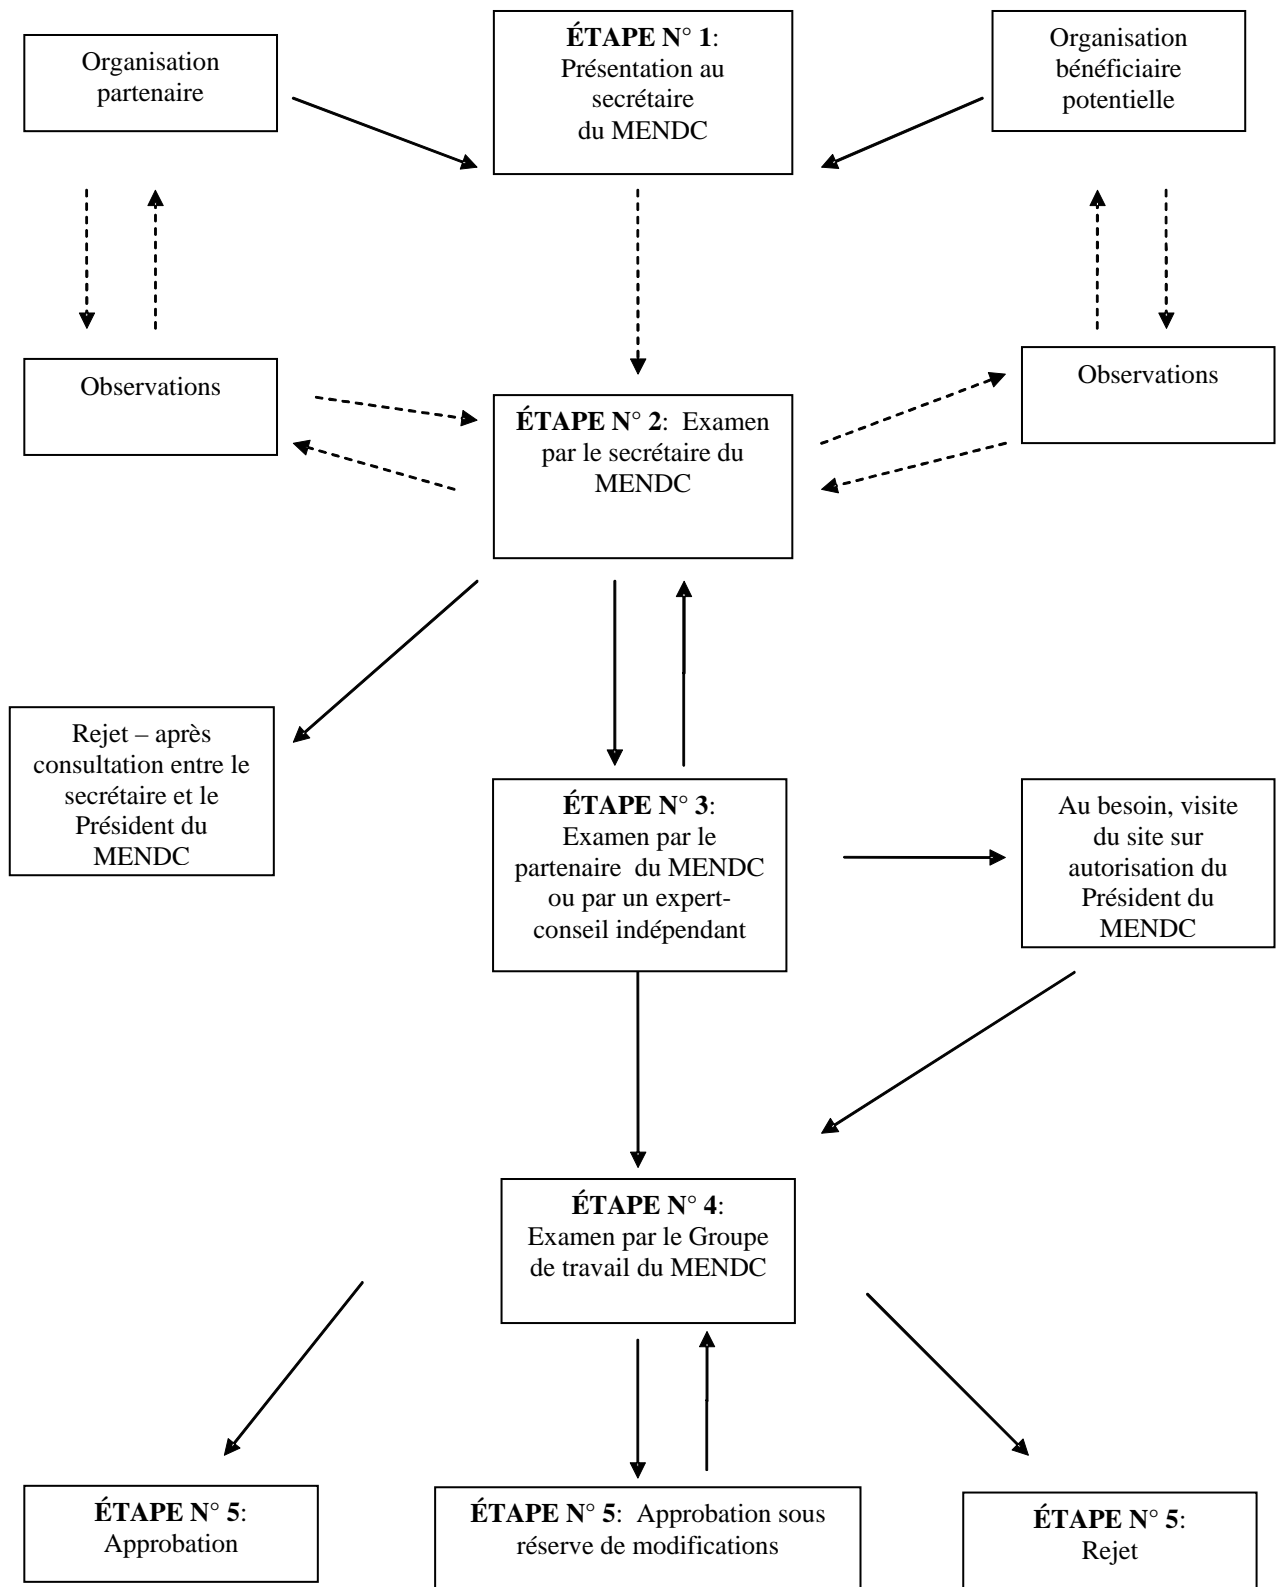 Organisation
partenaire
ÉTAPE N° 1:
Présentation au
secrétaire
du MENDC
Organisation
bénéficiaire
potentielle
Observations
ÉTAPE N° 2:  Examen
par le secrétaire du
MENDC
Observations
Rejet – après
consultation entre le
secrétaire et le
Président du
MENDC
ÉTAPE N° 3:
Examen par le
partenaire  du MENDC
ou par un expert-
conseil indépendant
Au besoin, visite
du site sur
autorisation du
Président du
MENDC
ÉTAPE N° 4:
Examen par le Groupe
de travail du MENDC
ÉTAPE N° 5:
Approbation
ÉTAPE N° 5:  Approbation sous
réserve de modifications
ÉTAPE N° 5:
Rejet